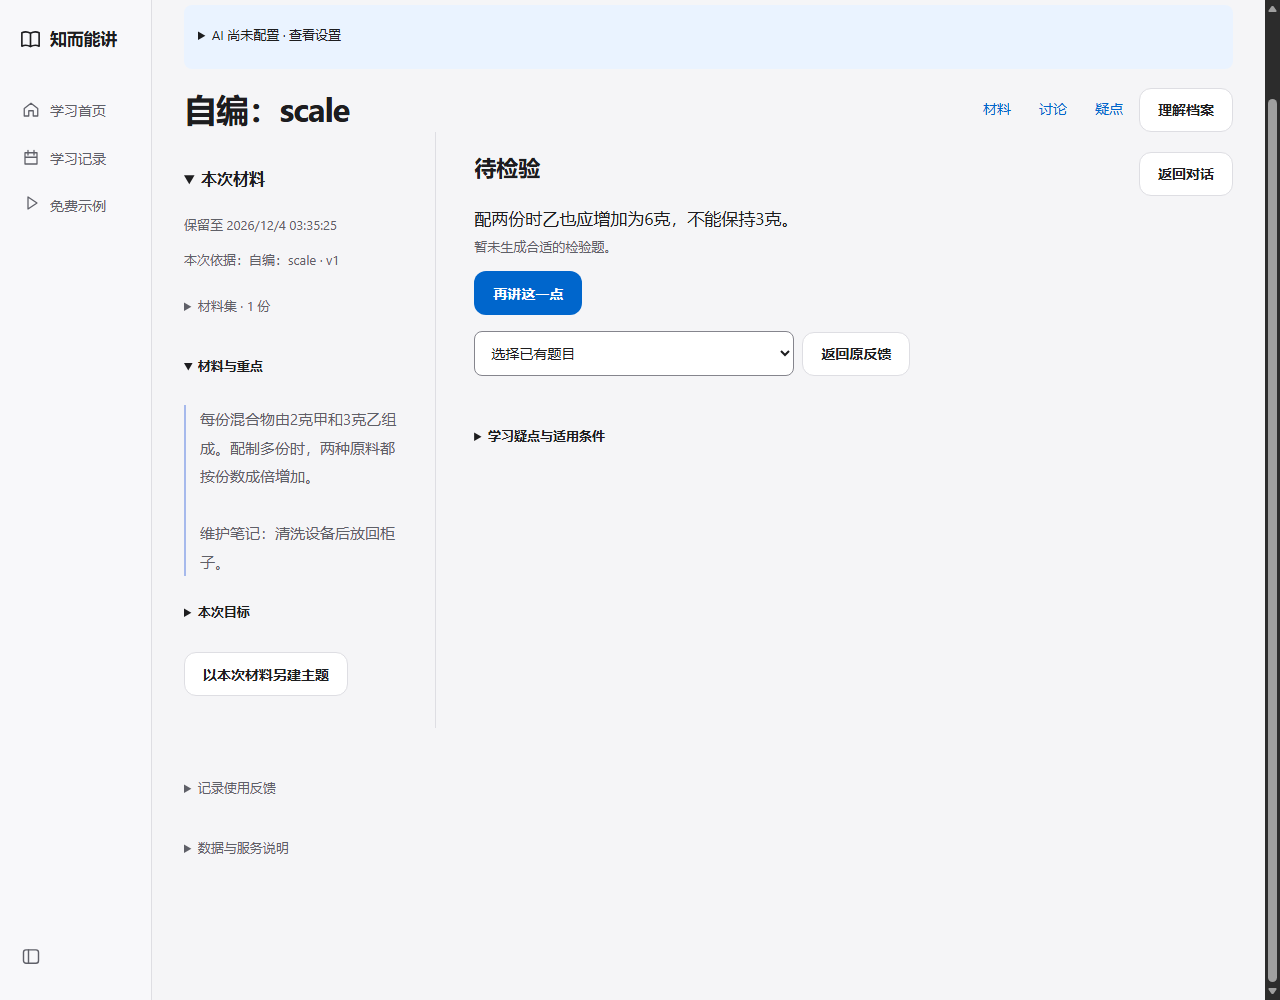 知而能讲
学习首页
学习记录
免费示例
AI 尚未配置 · 查看设置
自编：scale
材料
讨论
疑点
理解档案
本次材料
保留至 2026/12/4 03:35:25
本次依据：自编：scale · v1
材料集 · 1 份
材料与重点
每份混合物由2克甲和3克乙组
成。配制多份时，两种原料都
按份数成倍增加。
维护笔记：清洗设备后放回柜
子。
本次目标
以本次材料另建主题
待检验
返回对话
配两份时乙也应增加为6克，不能保持3克。
暂未生成合适的检验题。
再讲这一点
选择已有题目
返回原反馈
学习疑点与适用条件
记录使用反馈
数据与服务说明